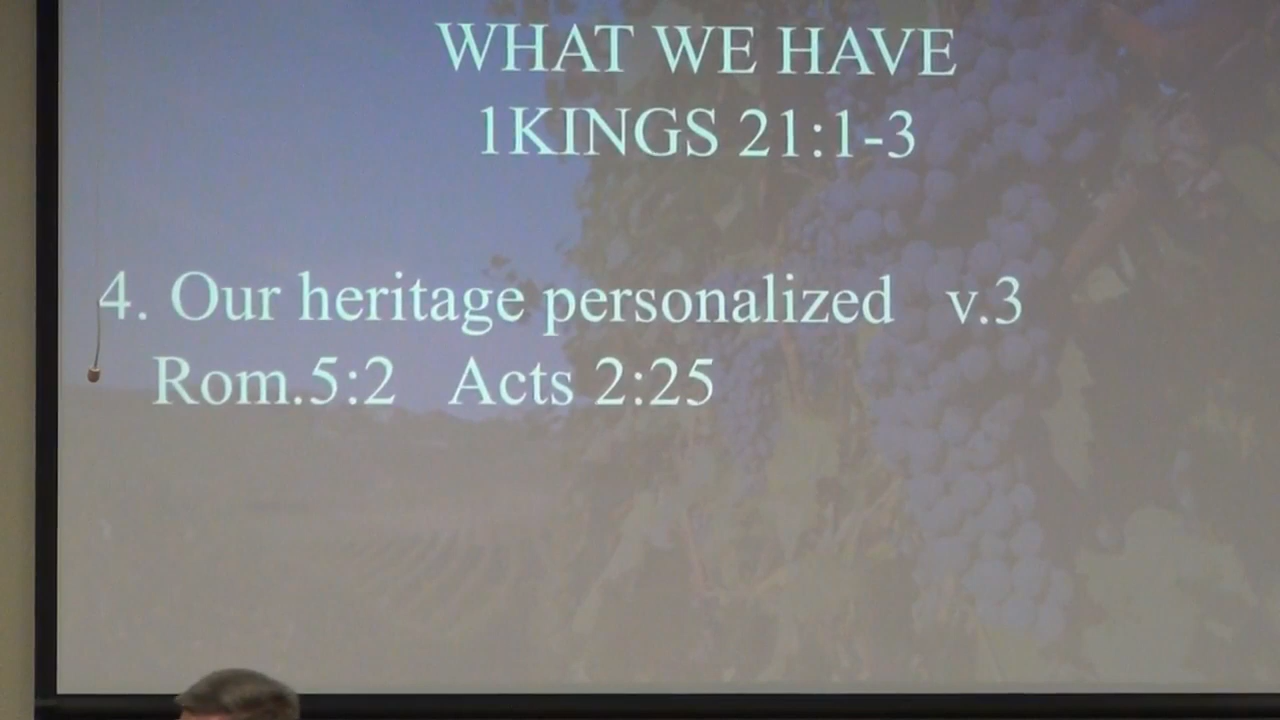 WHAT WE HAVE
1KINGS 21:1-3
4. Our heritage personalized v.3
Rom.5:2 Acts 2:25